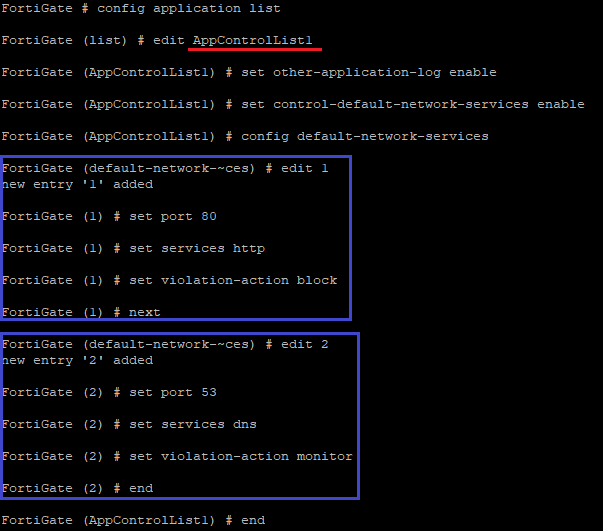 FortiGate # config application list
FortiGate (list) # edit AppControlList1
FortiGate (AppControlList1) # set other-application-log enable
FortiGate (AppControlList1) # set control-default-network-services enable
FortiGate (AppControlList1) # config default-network-services
FortiGate (default-network-~ces) # edit 1
new entry '1' added
FortiGate (1) # set port 80
FortiGate (1) # set services http
FortiGate (1) # set violation-action block
FortiGate (1) # next
FortiGate (default-network-~ces) # edit 2
new entry '2' added
FortiGate (2) # set port 53
FortiGate (2) # set services dns
FortiGate (2) # set violation-action monitor
FortiGate (2) # end
FortiGate (AppControlList1) # end